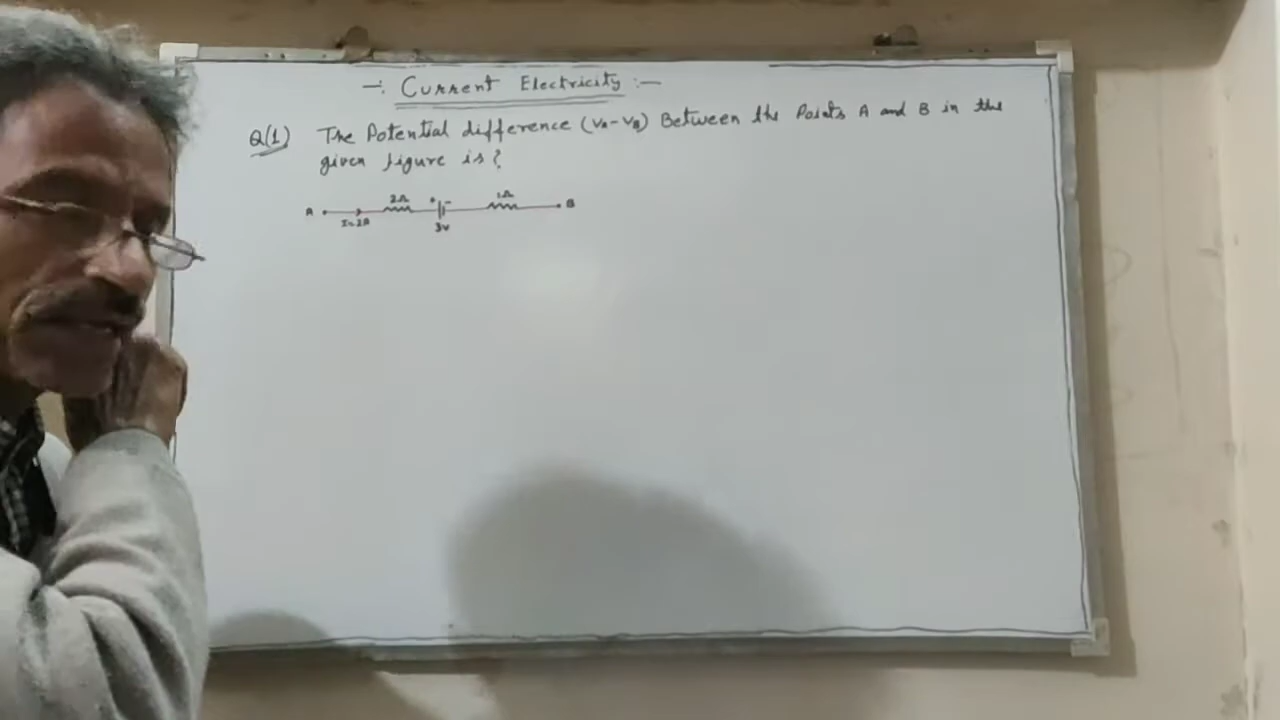 -: Current Electricity :-
Q(1) The Potential difference (VA-VB) Between the Points A and B in the
given figure is?
A I=2A 2Ω + - 3V 1Ω B